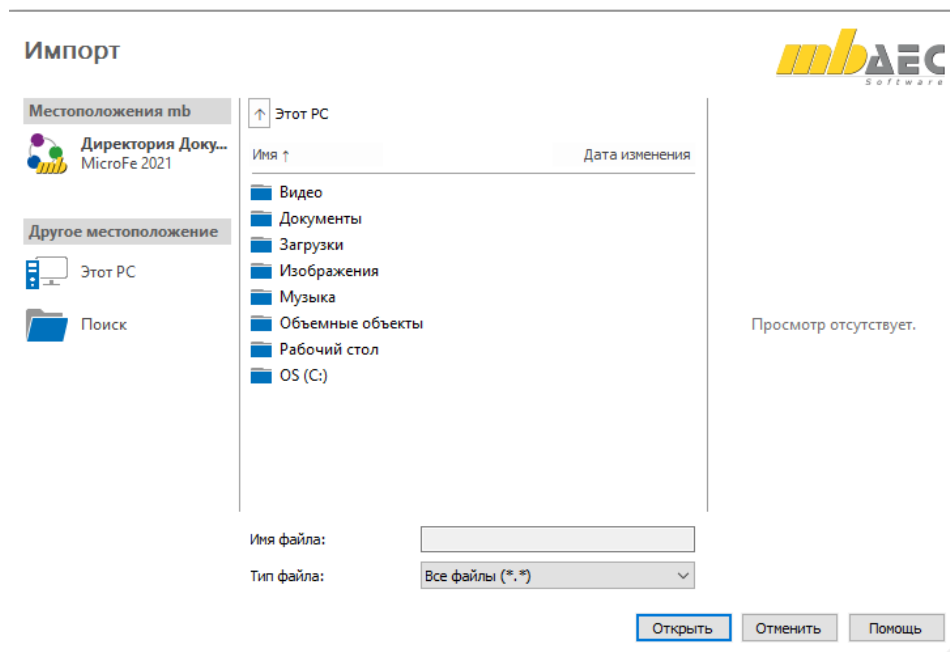 Импорт
mbAEC
Software
Местоположения mb
Директория Доку...
MicroFe 2021
Другое местоположение
Этот PC
Поиск
↑ Этот PC
Имя ↑ Дата изменения
Видео
Документы
Загрузки
Изображения
Музыка
Объемные объекты
Рабочий стол
OS (C:)
Просмотр отсутствует.
Имя файла:
Тип файла: Все файлы (*.*)
Открыть Отменить Помощь